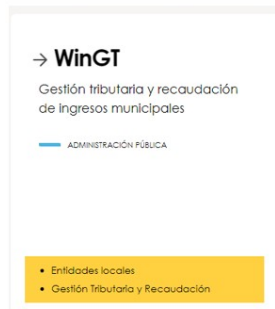 → WinGT
Gestión tributaria y recaudación
de ingresos municipales
ADMINISTRACIÓN PÚBLICA
• Entidades locales
• Gestión Tributaria y Recaudación